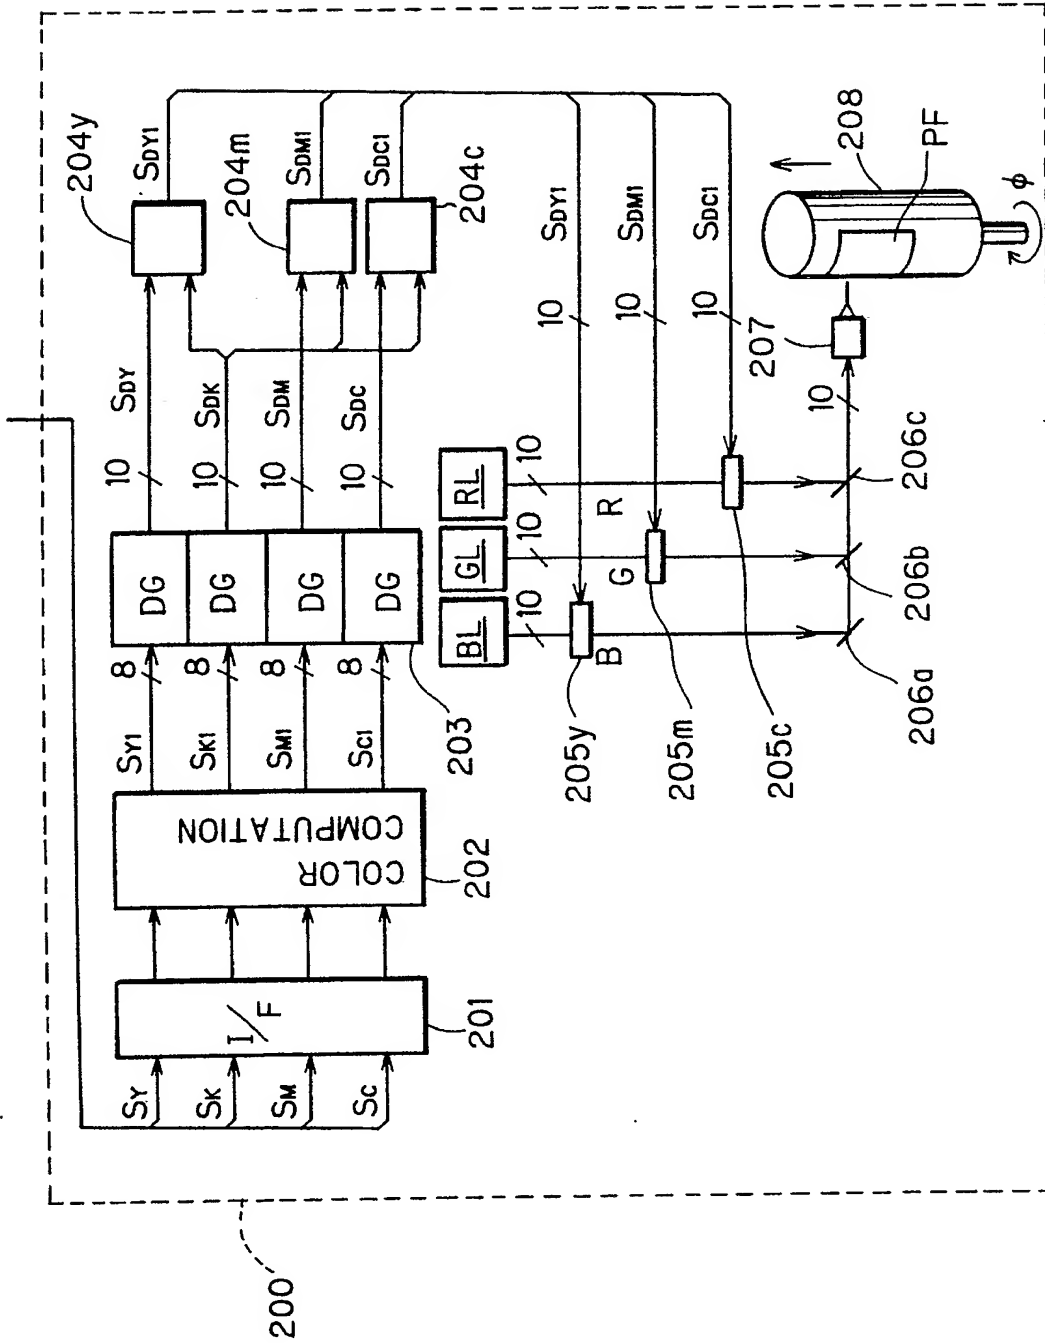 200
SY
SK
SM
SC
I/F
201
COLOR
COMPUTATION
202
SY1
SK1
SM1
SC1
8
8
8
8
DG
DG
DG
DG
203
10
10
10
10
SDY
SDK
SDM
SDC
204y
204m
204c
SDY1
SDM1
SDC1
BL
GL
RL
10
10
10
B
G
R
205y
205m
205c
10
10
10
SDY1
SDM1
SDC1
206a
206b
206c
10
207
208
PF
ϕ